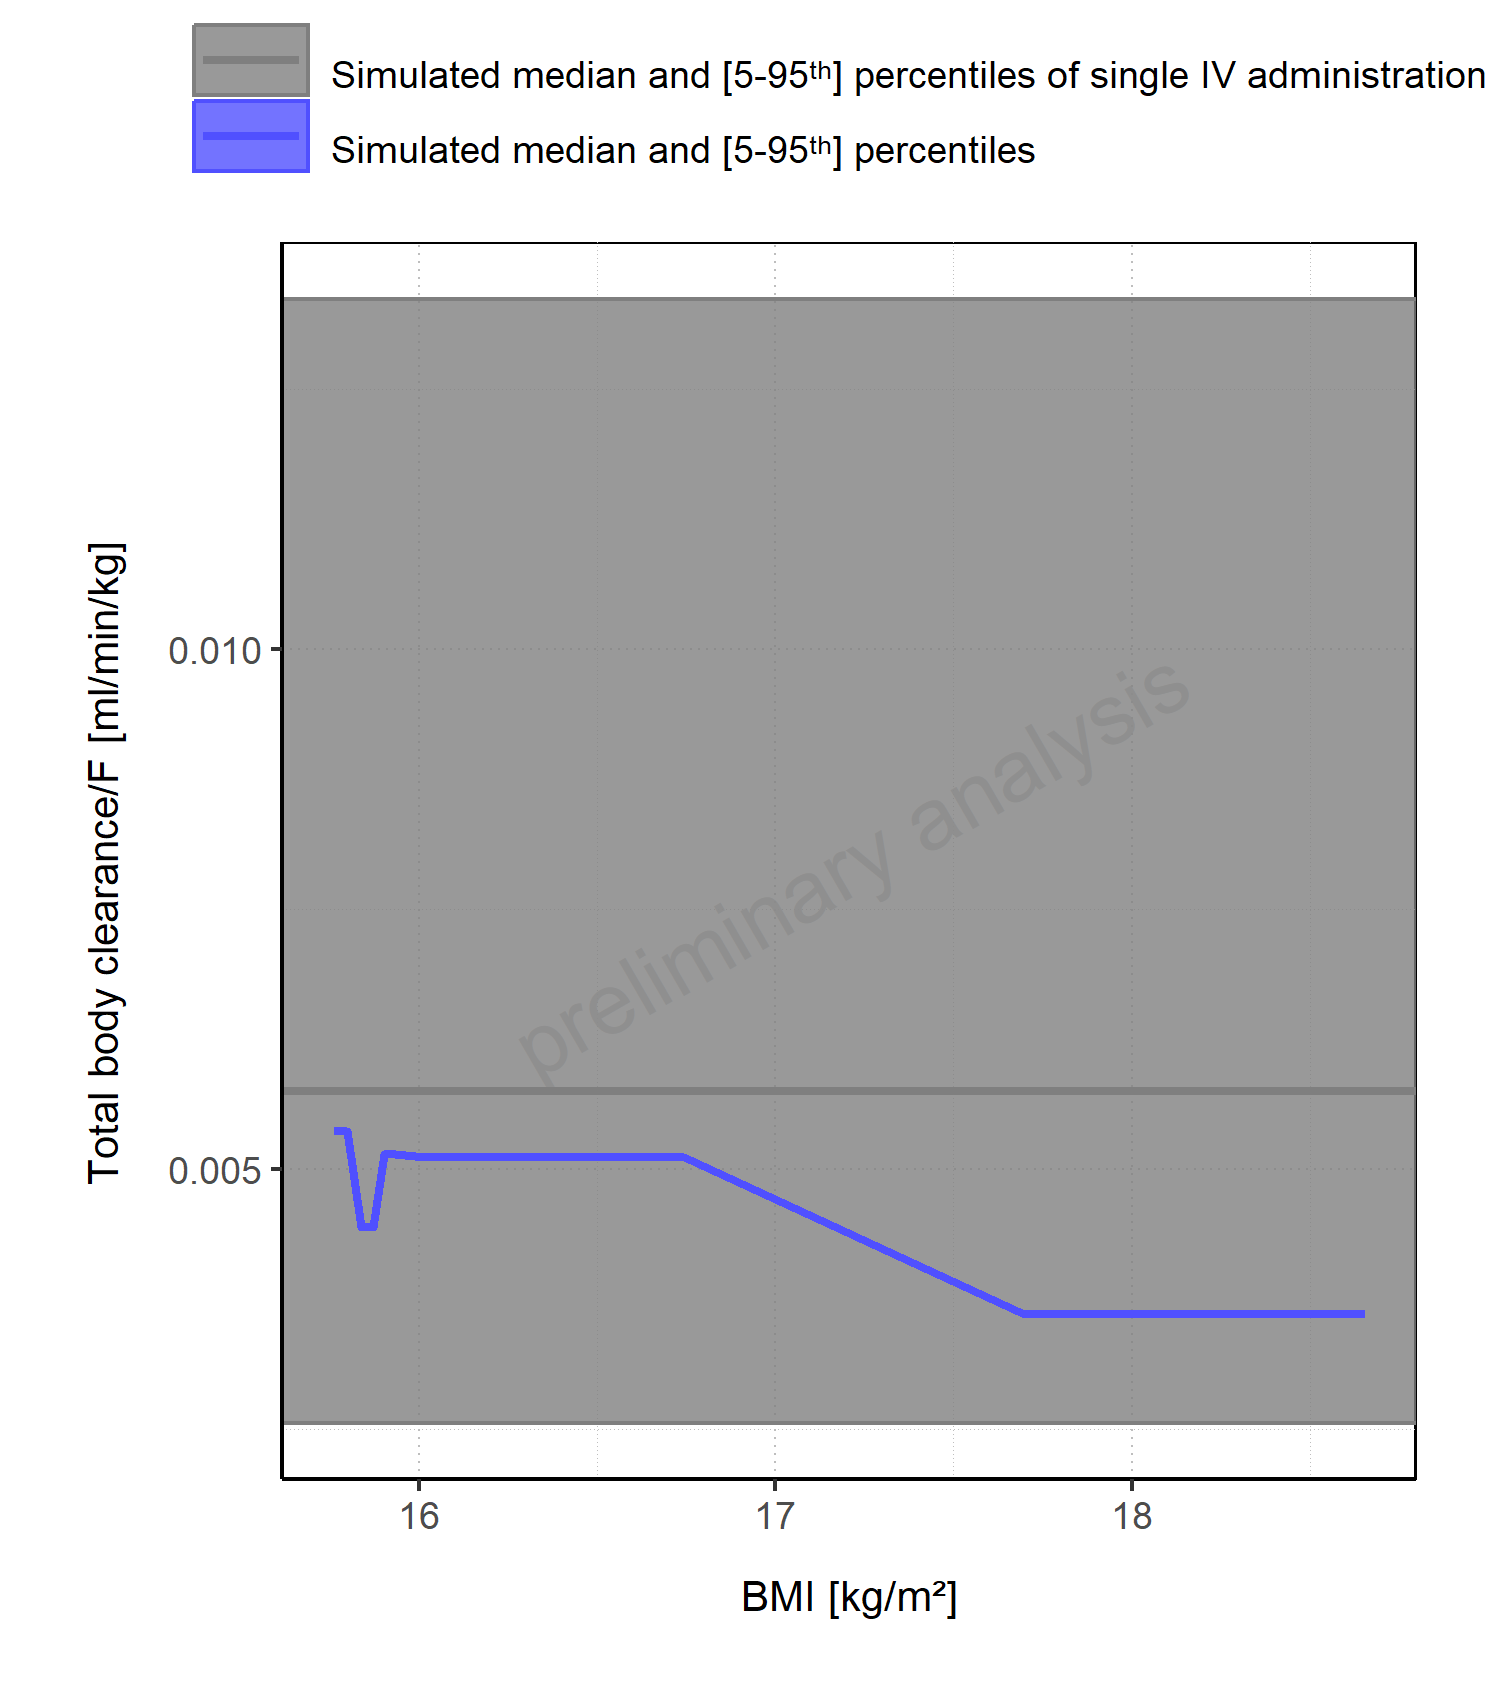 Simulated median and [5-95ᵗʰ] percentiles of single IV administration
Simulated median and [5-95ᵗʰ] percentiles
Total body clearance/F [ml/min/kg]
0.010
0.005
preliminary analysis
16 17 18
BMI [kg/m²]